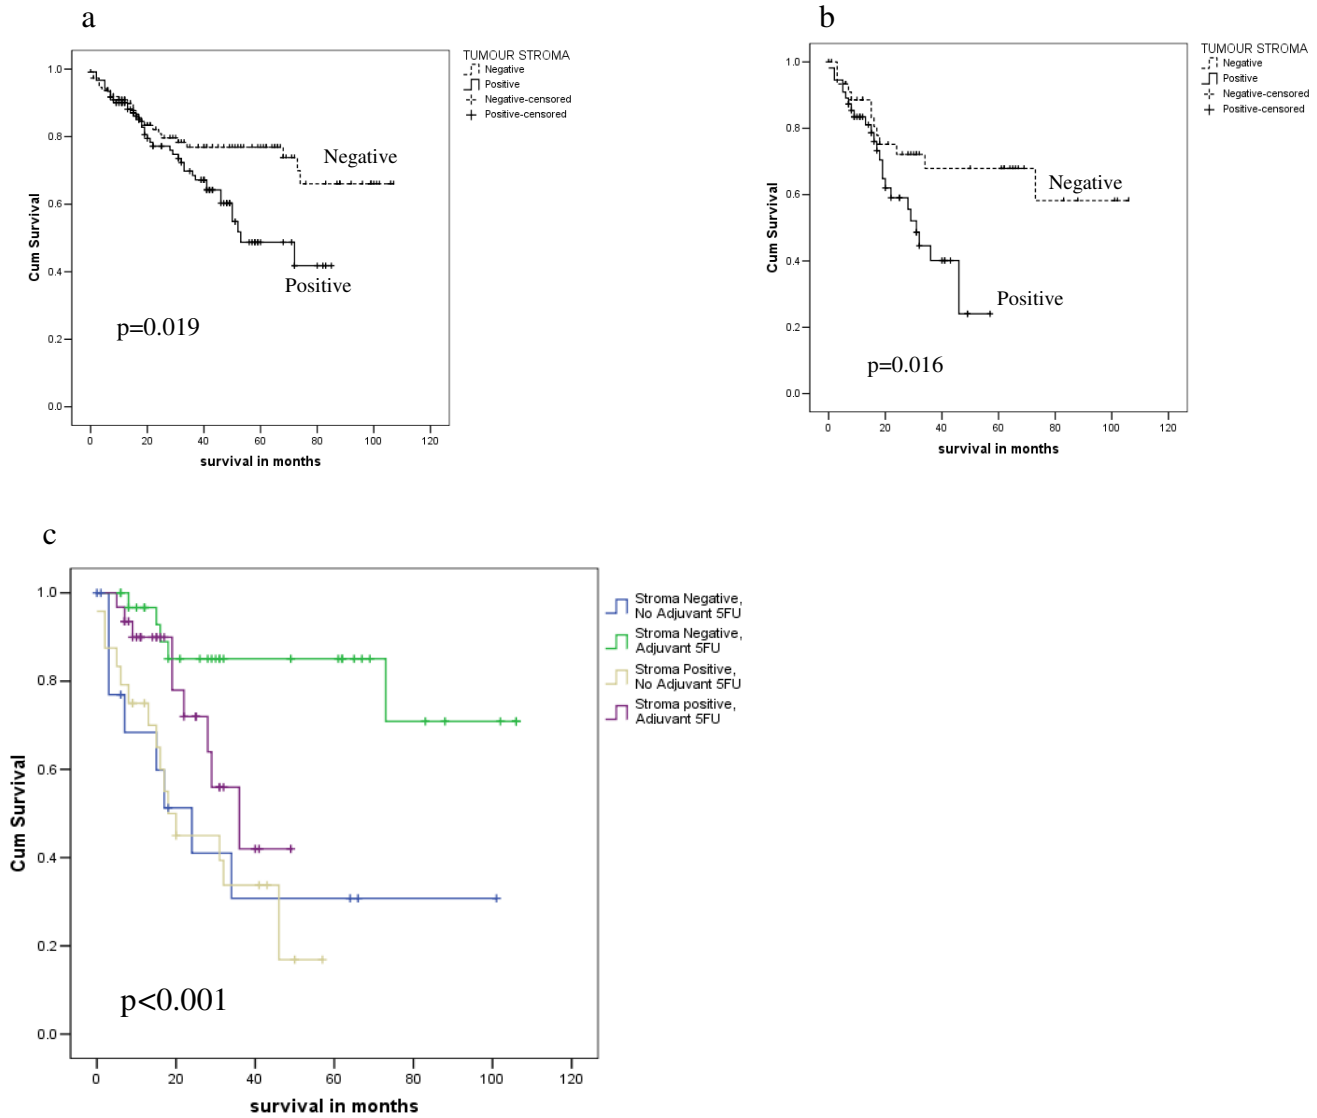 a
TUMOUR STROMA
Negative
Positive
Negative-censored
Positive-censored
1.0
0.8
0.6
0.4
0.2
0.0
Cum Survival
Negative
Positive
p=0.019
0 20 40 60 80 100 120
survival in months
b
TUMOUR STROMA
Negative
Positive
Negative-censored
Positive-censored
1.0
0.8
0.6
0.4
0.2
0.0
Cum Survival
Negative
Positive
p=0.016
0 20 40 60 80 100 120
survival in months
c
1.0
0.8
0.6
0.4
0.2
0.0
Cum Survival
Stroma Negative,
No Adjuvant 5FU
Stroma Negative,
Adjuvant 5FU
Stroma Positive,
No Adjuvant 5FU
Stroma positive,
Adjuvant 5FU
p<0.001
0 20 40 60 80 100 120
survival in months